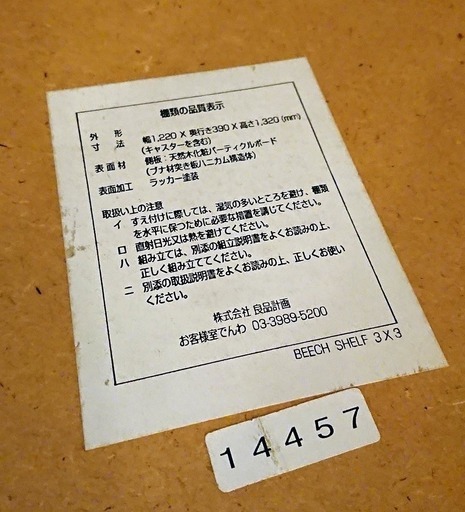 種類の品質表示
外形
寸法
幅1,220 X 奥行き390 X 高さ1,320 (mm)
(キャスターを含む)
表面材 側板：天然木化粧パーティクルボード
(ブナ材突き板ハニカム構造体)
表面加工 ラッカー塗装
取扱い上の注意
イ すえ付けに際しては、湿気の多いところを避け、棚類
を水平に保つために必要な措置を講じてください。
ロ 直射日光又は熱を避けてください。
ハ 組み立ては、別添の組立説明書をよくお読みの上、
正しく組み立ててください。
ニ 別添の取扱説明書をよくお読みの上、正しくお使い
ください。
株式会社 良品計画
お客様室でんわ 03-3989-5200
BEECH SHELF 3X3
14457